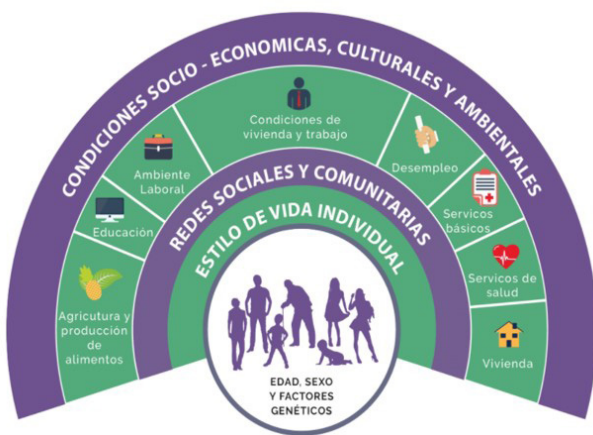 CONDICIONES SOCIO - ECONOMICAS, CULTURALES Y AMBIENTALES
Condiciones de
vivienda y trabajo
Ambiente
Laboral
Desempleo
Educación
Servicos
básicos
Agricutura y
producción
de
alimentos
Servicos de
salud
Vivienda
REDES SOCIALES Y COMUNITARIAS
ESTILO DE VIDA INDIVIDUAL
EDAD, SEXO
Y FACTORES
GENÉTICOS